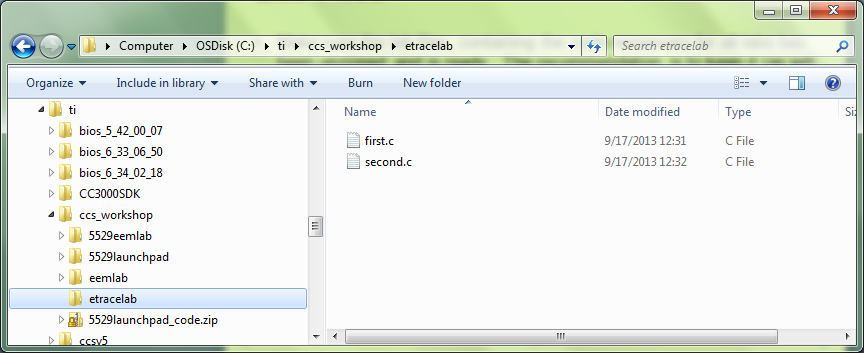 Computer OSDisk (C:) ti ccs_workshop etracelab Search etracelab
Organize Include in library Share with Burn New folder
ti
bios_5_42_00_07
bios_6_33_06_50
bios_6_34_02_18
CC3000SDK
ccs_workshop
5529eemlab
5529launchpad
eemlab
etracelab
5529launchpad_code.zip
ccsv5
Name Date modified Type Siz
first.c 9/17/2013 12:31 C File
second.c 9/17/2013 12:32 C File